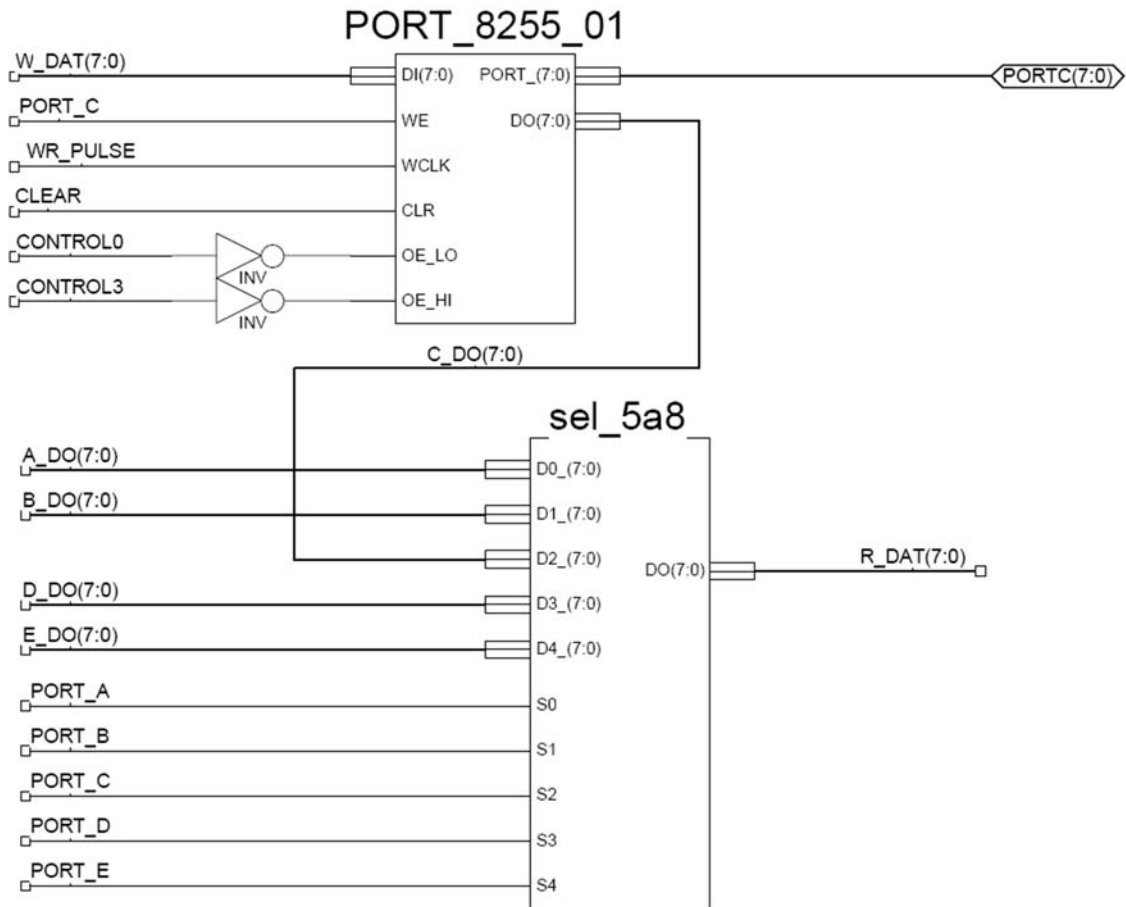 PORT_8255_01
W_DAT(7:0)
DI(7:0)
PORT_(7:0)
PORTC(7:0)
PORT_C
WE
DO(7:0)
WR_PULSE
WCLK
CLEAR
CLR
CONTROL0
INV
OE_LO
CONTROL3
INV
OE_HI
C_DO(7:0)
sel_5a8
A_DO(7:0)
D0_(7:0)
B_DO(7:0)
D1_(7:0)
D2_(7:0)
DO(7:0)
R_DAT(7:0)
D_DO(7:0)
D3_(7:0)
E_DO(7:0)
D4_(7:0)
PORT_A
S0
PORT_B
S1
PORT_C
S2
PORT_D
S3
PORT_E
S4